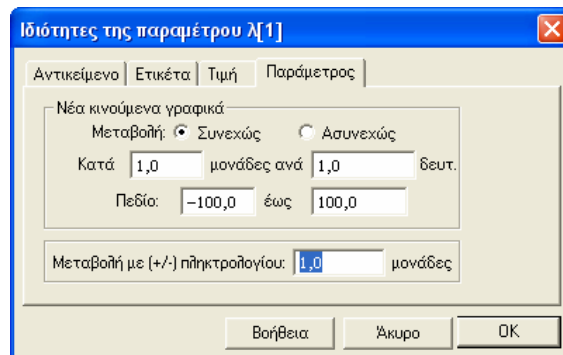 Ιδιότητες της παραμέτρου λ[1]
Αντικείμενο Ετικέτα Τιμή Παράμετρος
Νέα κινούμενα γραφικά
Μεταβολή: Συνεχώς Ασυνεχώς
Κατά 1,0 μονάδες ανά 1,0 δευτ.
Πεδίο: −100,0 έως 100,0
Μεταβολή με (+/-) πληκτρολογίου: 1,0 μονάδες
Βοήθεια Άκυρο OK